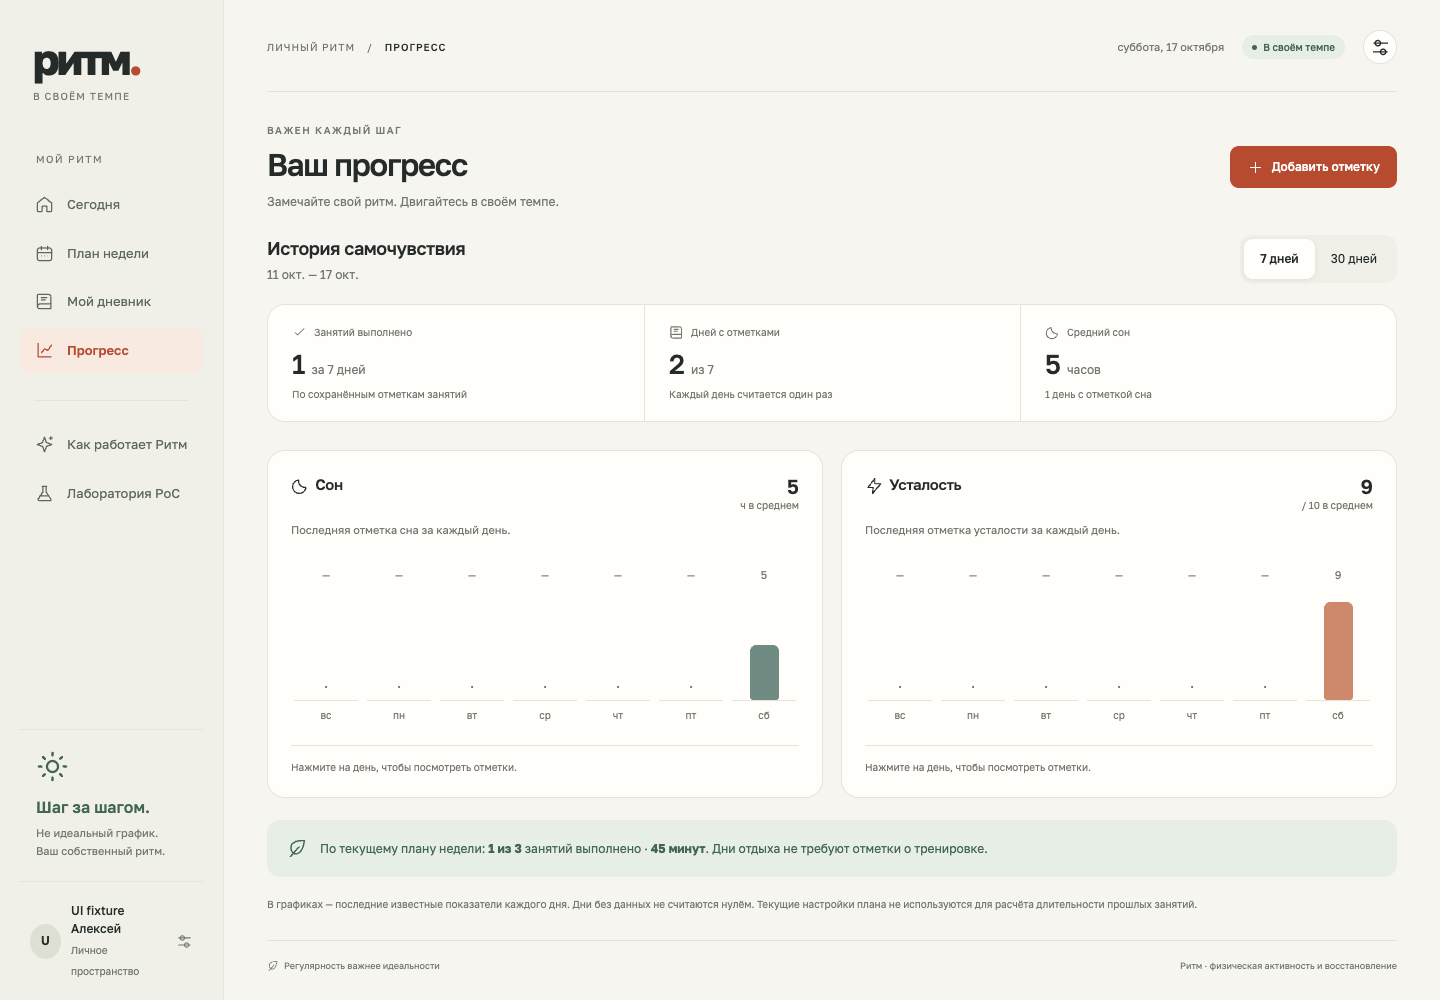 ритм.
В СВОЁМ ТЕМПЕ
МОЙ РИТМ
Сегодня
План недели
Мой дневник
Прогресс
Как работает Ритм
Лаборатория PoC
Шаг за шагом.
Не идеальный график.
Ваш собственный ритм.
U
UI fixture
Алексей
Личное
пространство
ЛИЧНЫЙ РИТМ / ПРОГРЕСС
суббота, 17 октября
В своём темпе
ВАЖЕН КАЖДЫЙ ШАГ
Ваш прогресс
Замечайте свой ритм. Двигайтесь в своём темпе.
Добавить отметку
История самочувствия
11 окт. — 17 окт.
7 дней 30 дней
Занятий выполнено
1 за 7 дней
По сохранённым отметкам занятий
Дней с отметками
2 из 7
Каждый день считается один раз
Средний сон
5 часов
1 день с отметкой сна
Сон
5
ч в среднем
Последняя отметка сна за каждый день.
— — — — — — 5
вс пн вт ср чт пт сб
Нажмите на день, чтобы посмотреть отметки.
Усталость
9
/ 10 в среднем
Последняя отметка усталости за каждый день.
— — — — — — 9
вс пн вт ср чт пт сб
Нажмите на день, чтобы посмотреть отметки.
По текущему плану недели: 1 из 3 занятий выполнено · 45 минут. Дни отдыха не требуют отметки о тренировке.
В графиках — последние известные показатели каждого дня. Дни без данных не считаются нулём. Текущие настройки плана не используются для расчёта длительности прошлых занятий.
Регулярность важнее идеальности
Ритм · физическая активность и восстановление